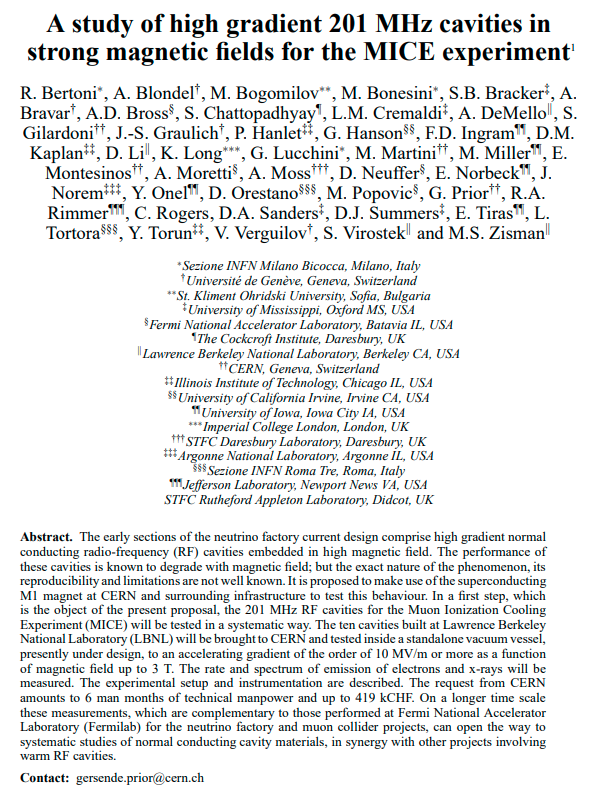 A study of high gradient 201 MHz cavities in
strong magnetic fields for the MICE experiment¹
R. Bertoni*, A. Blondel†, M. Bogomilov**, M. Bonesini*, S.B. Bracker‡, A.
Bravar†, A.D. Bross§, S. Chattopadhyay¶, L.M. Cremaldi‡, A. DeMello‖, S.
Gilardoni††, J.-S. Graulich†, P. Hanlet‡‡, G. Hanson§§, F.D. Ingram¶¶, D.M.
Kaplan‡‡, D. Li‖, K. Long***, G. Lucchini*, M. Martini††, M. Miller¶¶, E.
Montesinos††, A. Moretti§, A. Moss†††, D. Neuffer§, E. Norbeck¶¶, J.
Norem‡‡‡, Y. Onel¶¶, D. Orestano§§§, M. Popovic§, G. Prior††, R.A.
Rimmer¶¶¶, C. Rogers, D.A. Sanders‡, D.J. Summers‡, E. Tiras¶¶, L.
Tortora§§§, Y. Torun‡‡, V. Verguilov†, S. Virostek‖ and M.S. Zisman‖
*Sezione INFN Milano Bicocca, Milano, Italy
†Université de Genève, Geneva, Switzerland
**St. Kliment Ohridski University, Sofia, Bulgaria
‡University of Mississippi, Oxford MS, USA
§Fermi National Accelerator Laboratory, Batavia IL, USA
¶The Cockcroft Institute, Daresbury, UK
‖Lawrence Berkeley National Laboratory, Berkeley CA, USA
††CERN, Geneva, Switzerland
‡‡Illinois Institute of Technology, Chicago IL, USA
§§University of California Irvine, Irvine CA, USA
¶¶University of Iowa, Iowa City IA, USA
***Imperial College London, London, UK
†††STFC Daresbury Laboratory, Daresbury, UK
‡‡‡Argonne National Laboratory, Argonne IL, USA
§§§Sezione INFN Roma Tre, Roma, Italy
¶¶¶Jefferson Laboratory, Newport News VA, USA
STFC Rutheford Appleton Laboratory, Didcot, UK
Abstract. The early sections of the neutrino factory current design comprise high gradient normal
conducting radio-frequency (RF) cavities embedded in high magnetic field. The performance of
these cavities is known to degrade with magnetic field; but the exact nature of the phenomenon, its
reproducibility and limitations are not well known. It is proposed to make use of the superconducting
M1 magnet at CERN and surrounding infrastructure to test this behaviour. In a first step, which
is the object of the present proposal, the 201 MHz RF cavities for the Muon Ionization Cooling
Experiment (MICE) will be tested in a systematic way. The ten cavities built at Lawrence Berkeley
National Laboratory (LBNL) will be brought to CERN and tested inside a standalone vacuum vessel,
presently under design, to an accelerating gradient of the order of 10 MV/m or more as a function
of magnetic field up to 3 T. The rate and spectrum of emission of electrons and x-rays will be
measured. The experimental setup and instrumentation are described. The request from CERN
amounts to 6 man months of technical manpower and up to 419 kCHF. On a longer time scale
these measurements, which are complementary to those performed at Fermi National Accelerator
Laboratory (Fermilab) for the neutrino factory and muon collider projects, can open the way to
systematic studies of normal conducting cavity materials, in synergy with other projects involving
warm RF cavities.
Contact: gersende.prior@cern.ch